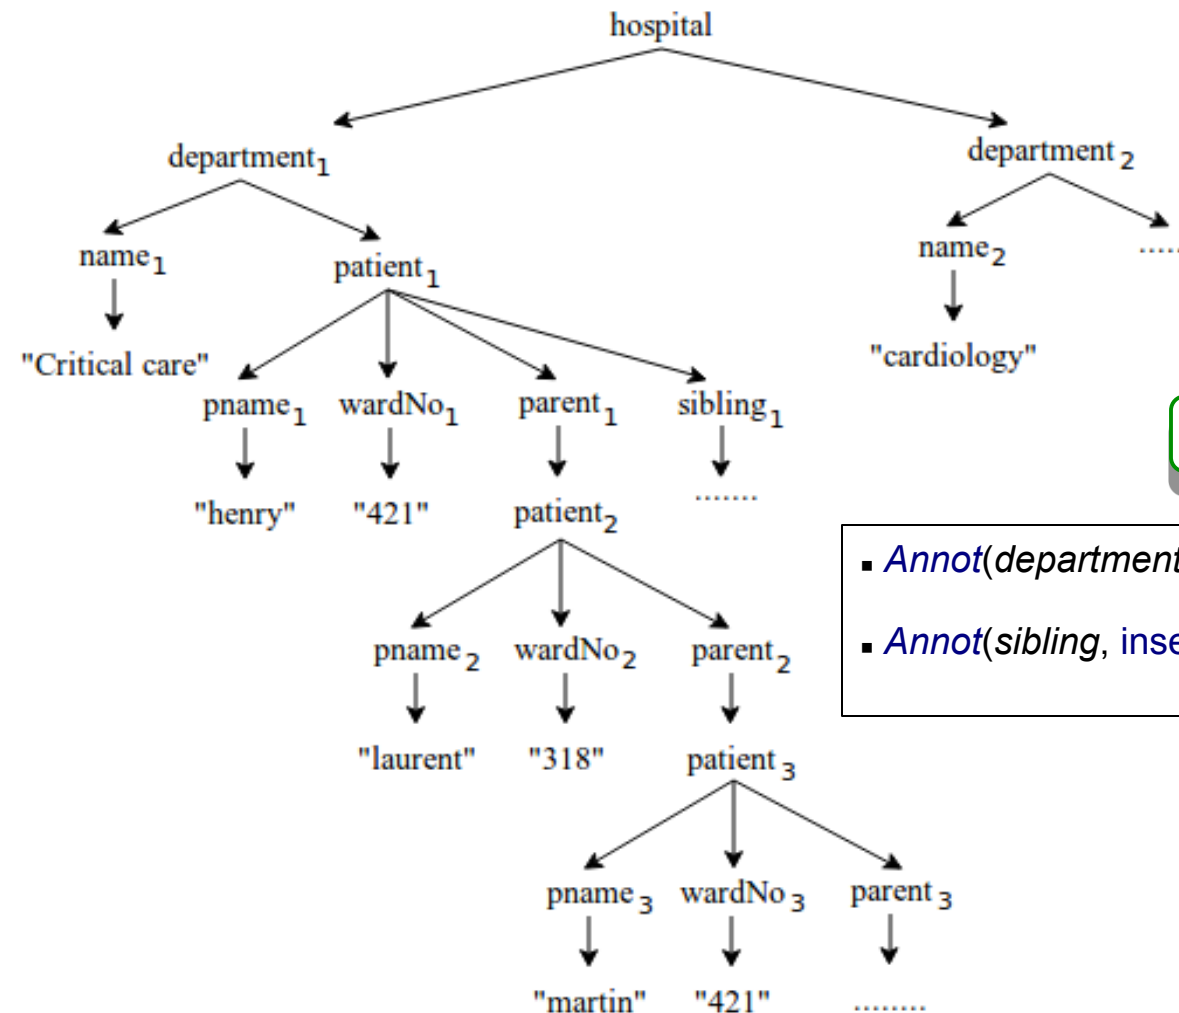 hospital
department1 department2
name1 patient1 name2 .....
"Critical care" "cardiology"
pname1 wardNo1 parent1 sibling1
"henry" "421" patient2 .......
▪ Annot(department
▪ Annot(sibling, inse
pname2 wardNo2 parent2
"laurent" "318" patient3
pname3 wardNo3 parent3
"martin" "421" ........